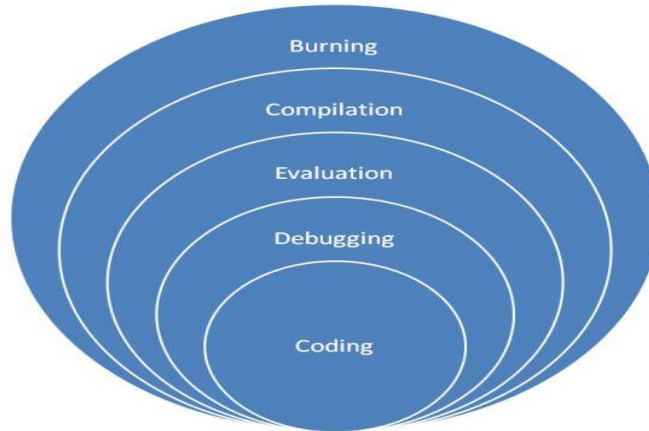 Burning
Compilation
Evaluation
Debugging
Coding